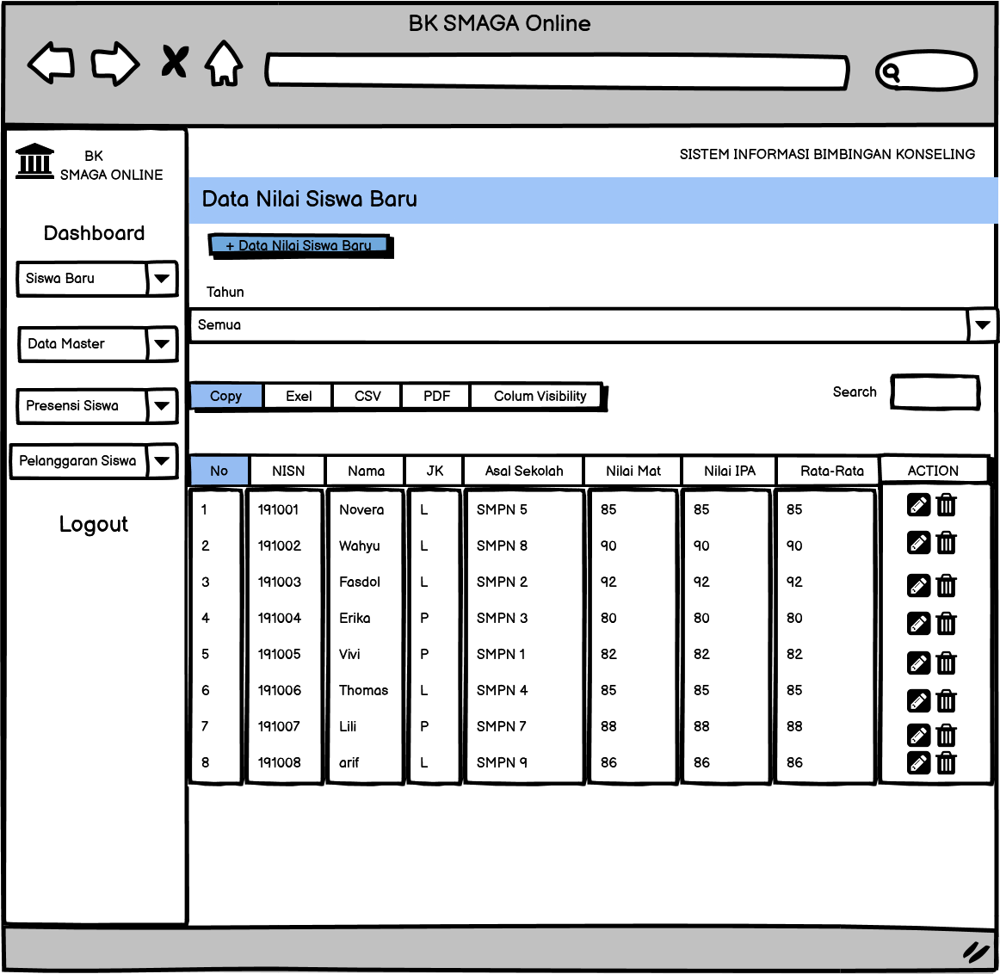 BK SMAGA Online
BK
SMAGA ONLINE
SISTEM INFORMASI BIMBINGAN KONSELING
Data Nilai Siswa Baru
Dashboard
+ Data Nilai Siswa Baru
Siswa Baru
Tahun
Semua
Data Master
Copy Exel CSV PDF Colum Visibility
Search
Presensi Siswa
Pelanggaran Siswa
Logout
No NISN Nama JK Asal Sekolah Nilai Mat Nilai IPA Rata-Rata ACTION
1 191001 Novera L SMPN 5 85 85 85
2 191002 Wahyu L SMPN 8 90 90 90
3 191003 Fasdol L SMPN 2 92 92 92
4 191004 Erika P SMPN 3 80 80 80
5 191005 Vivi P SMPN 1 82 82 82
6 191006 Thomas L SMPN 4 85 85 85
7 191007 Lili P SMPN 7 88 88 88
8 191008 arif L SMPN 9 86 86 86